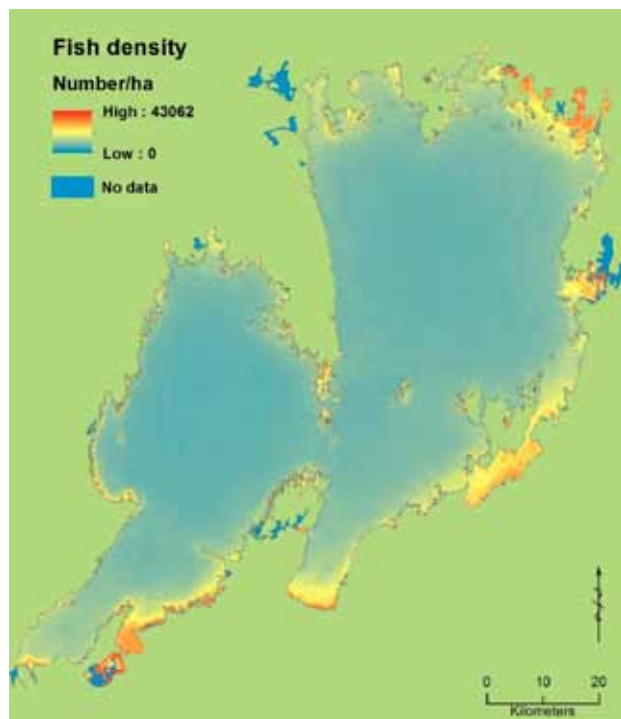 Fish density
Number/ha
High : 43062
Low : 0
No data
0 10 20
Kilometers